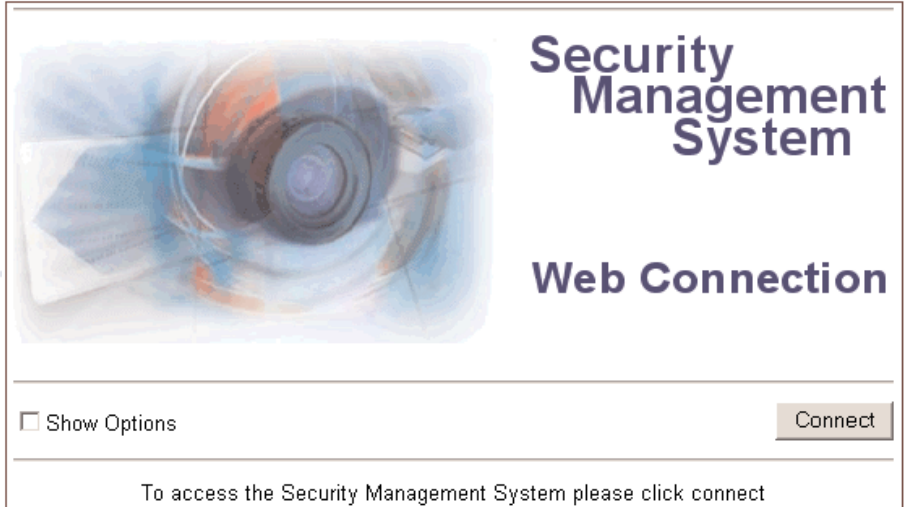 Security
Management
System
Web Connection
Show Options
Connect
To access the Security Management System please click connect